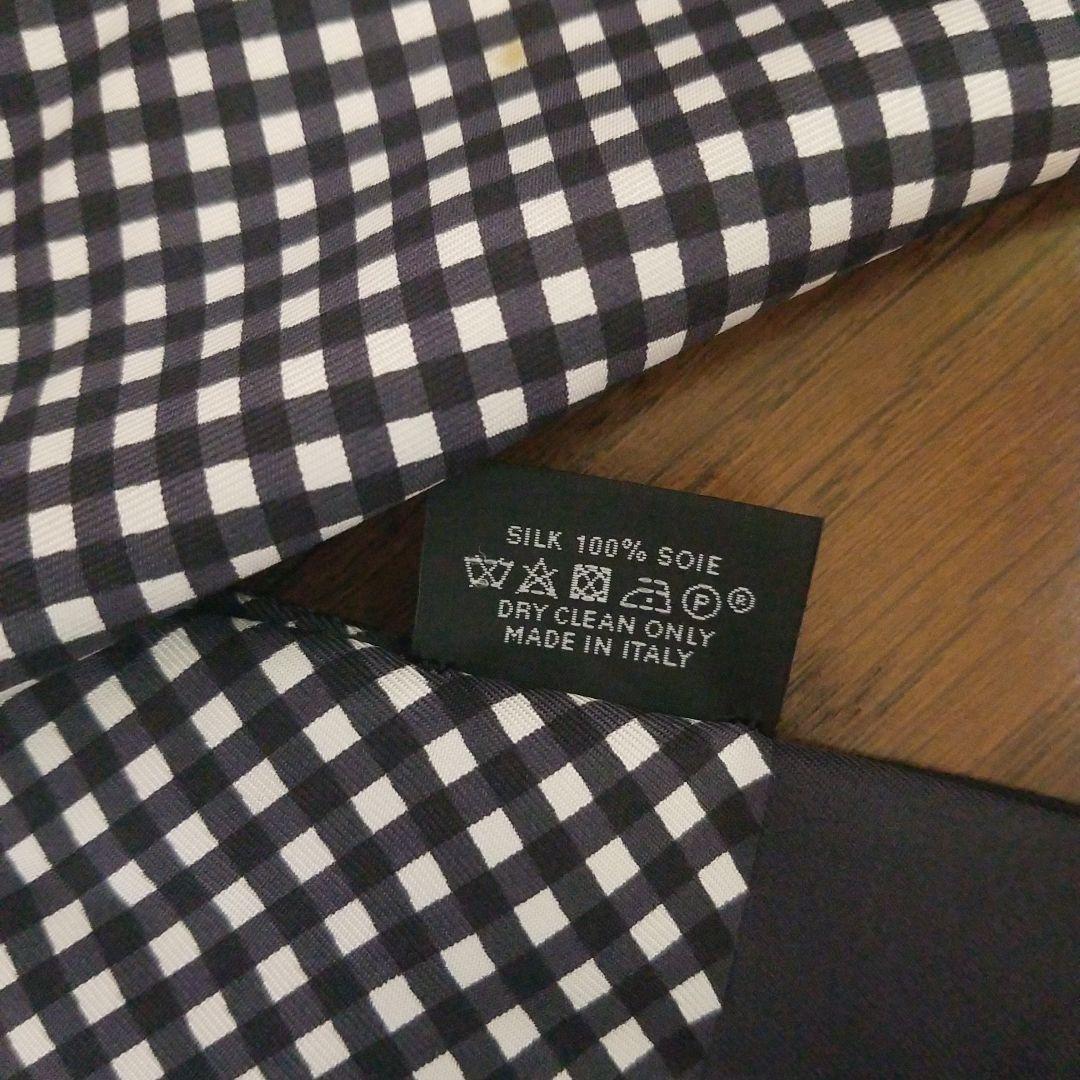 SILK 100% SOIE
P ®
DRY CLEAN ONLY
MADE IN ITALY